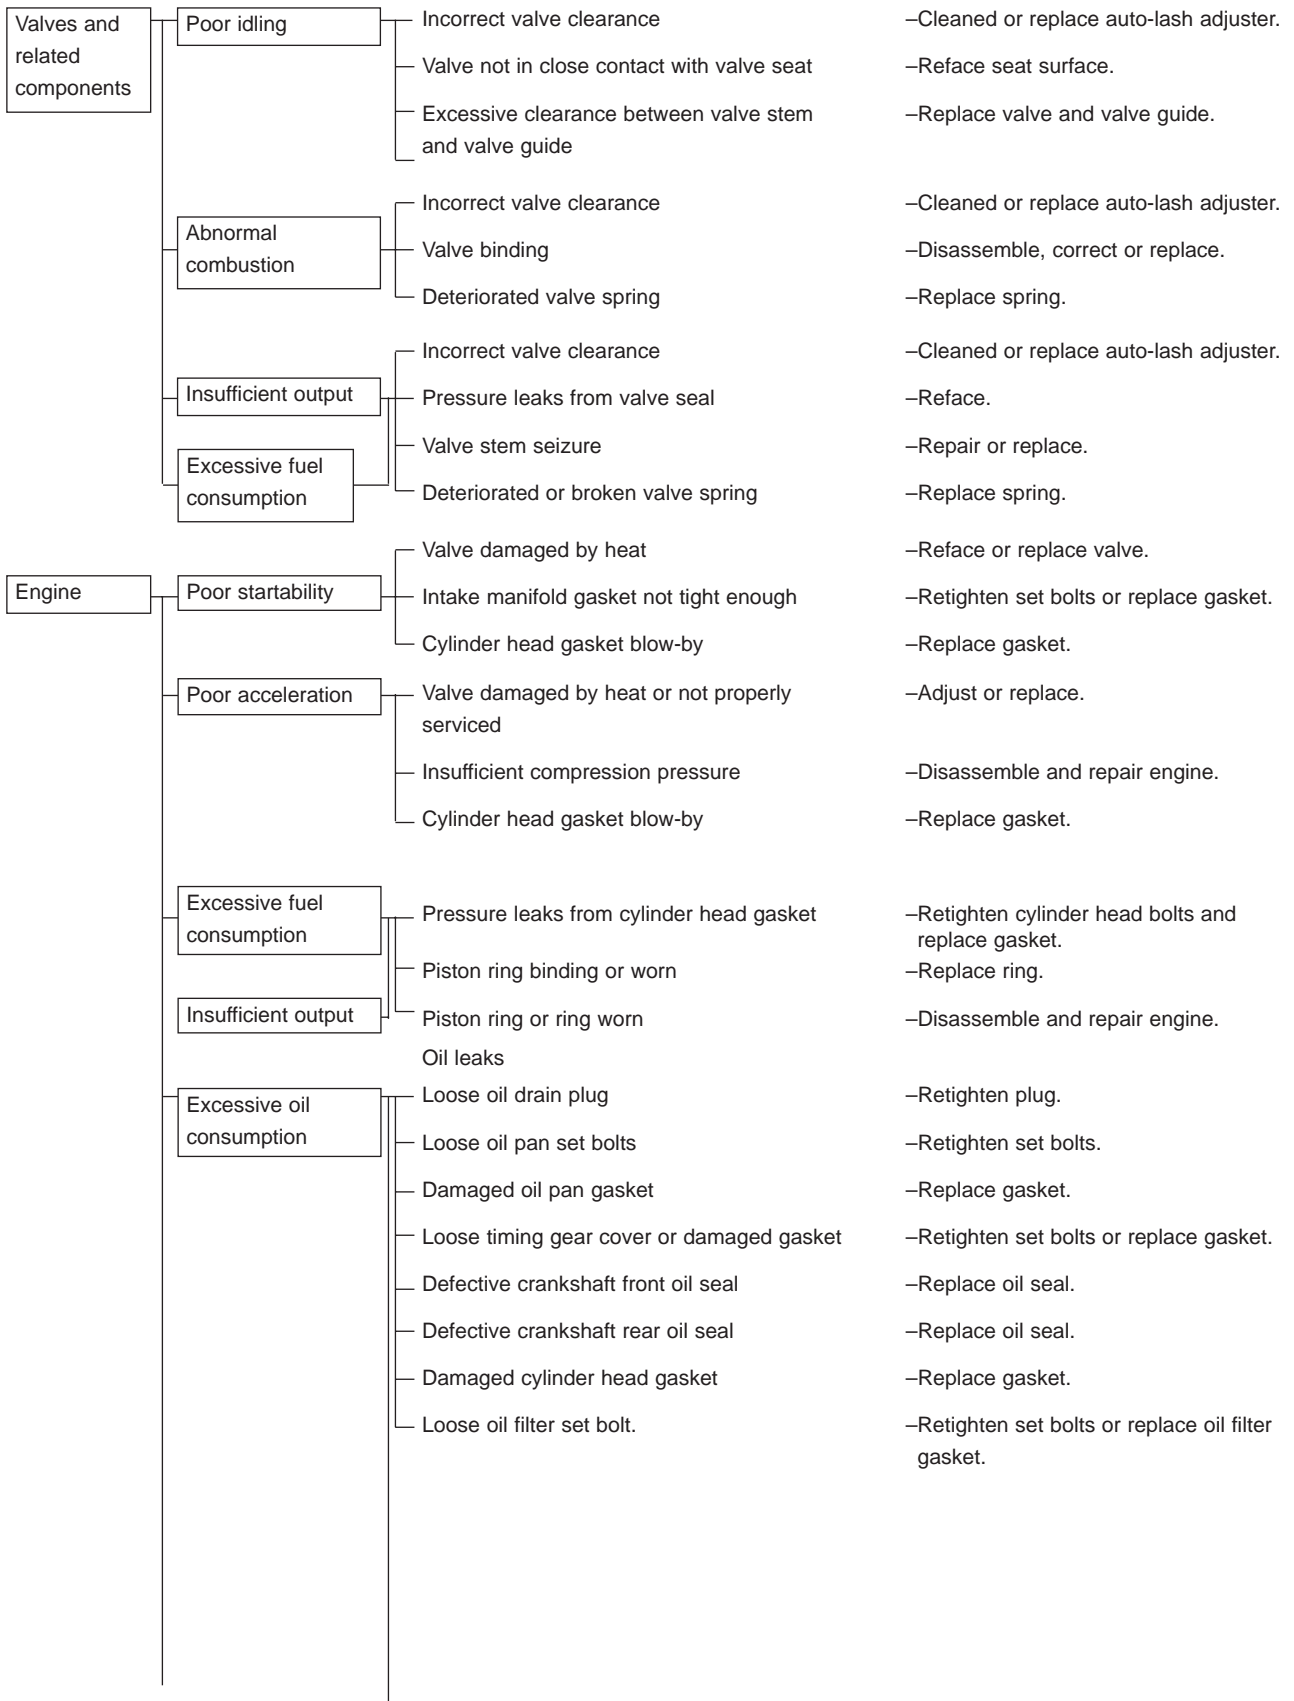 Valves and
related
components
Poor idling
Incorrect valve clearance –Cleaned or replace auto-lash adjuster.
Valve not in close contact with valve seat –Reface seat surface.
Excessive clearance between valve stem –Replace valve and valve guide.
and valve guide
Abnormal
combustion
Incorrect valve clearance –Cleaned or replace auto-lash adjuster.
Valve binding –Disassemble, correct or replace.
Deteriorated valve spring –Replace spring.
Insufficient output
Excessive fuel
consumption
Incorrect valve clearance –Cleaned or replace auto-lash adjuster.
Pressure leaks from valve seal –Reface.
Valve stem seizure –Repair or replace.
Deteriorated or broken valve spring –Replace spring.
Engine
Poor startability
Valve damaged by heat –Reface or replace valve.
Intake manifold gasket not tight enough –Retighten set bolts or replace gasket.
Cylinder head gasket blow-by –Replace gasket.
Poor acceleration
Valve damaged by heat or not properly –Adjust or replace.
serviced
Insufficient compression pressure –Disassemble and repair engine.
Cylinder head gasket blow-by –Replace gasket.
Excessive fuel
consumption
Insufficient output
Pressure leaks from cylinder head gasket –Retighten cylinder head bolts and
replace gasket.
Piston ring binding or worn –Replace ring.
Piston ring or ring worn –Disassemble and repair engine.
Oil leaks
Excessive oil
consumption
Loose oil drain plug –Retighten plug.
Loose oil pan set bolts –Retighten set bolts.
Damaged oil pan gasket –Replace gasket.
Loose timing gear cover or damaged gasket –Retighten set bolts or replace gasket.
Defective crankshaft front oil seal –Replace oil seal.
Defective crankshaft rear oil seal –Replace oil seal.
Damaged cylinder head gasket –Replace gasket.
Loose oil filter set bolt. –Retighten set bolts or replace oil filter
gasket.